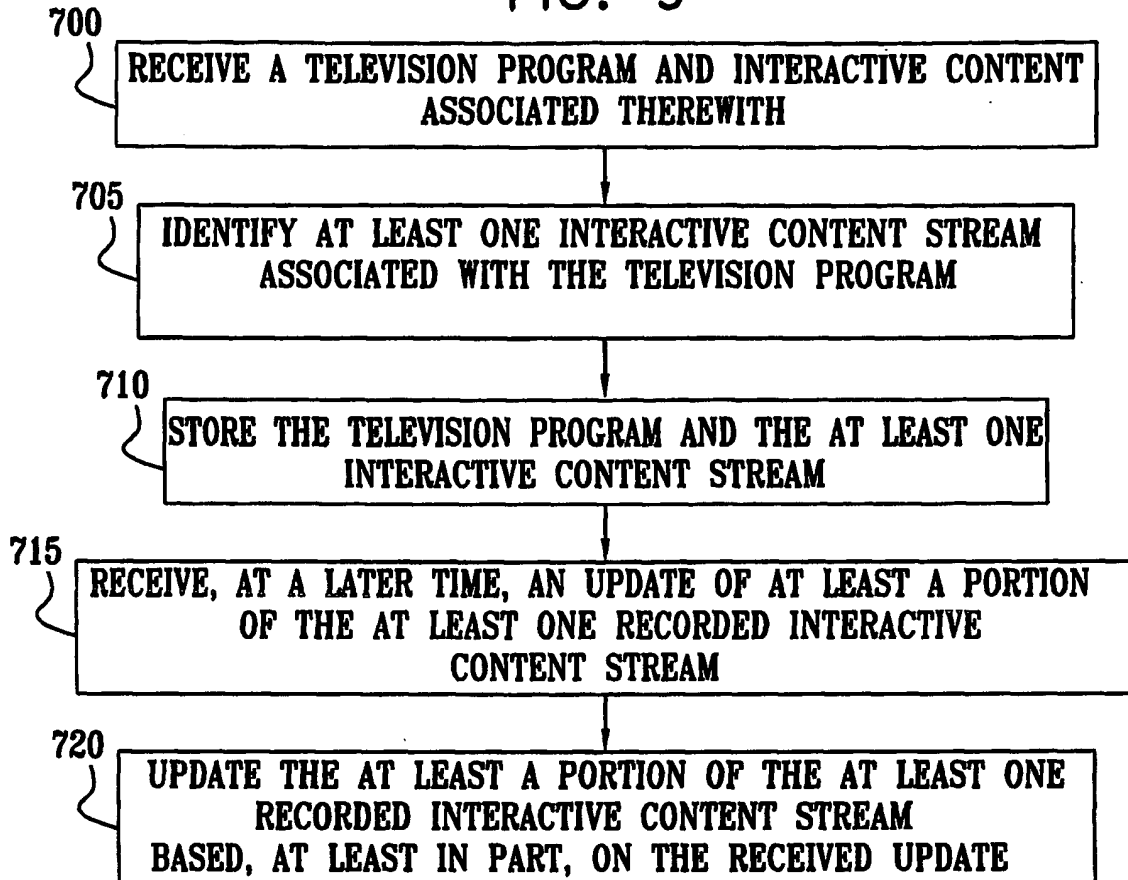 700
RECEIVE A TELEVISION PROGRAM AND INTERACTIVE CONTENT
ASSOCIATED THEREWITH
705
IDENTIFY AT LEAST ONE INTERACTIVE CONTENT STREAM
ASSOCIATED WITH THE TELEVISION PROGRAM
710
STORE THE TELEVISION PROGRAM AND THE AT LEAST ONE
INTERACTIVE CONTENT STREAM
715
RECEIVE, AT A LATER TIME, AN UPDATE OF AT LEAST A PORTION
OF THE AT LEAST ONE RECORDED INTERACTIVE
CONTENT STREAM
720
UPDATE THE AT LEAST A PORTION OF THE AT LEAST ONE
RECORDED INTERACTIVE CONTENT STREAM
BASED, AT LEAST IN PART, ON THE RECEIVED UPDATE